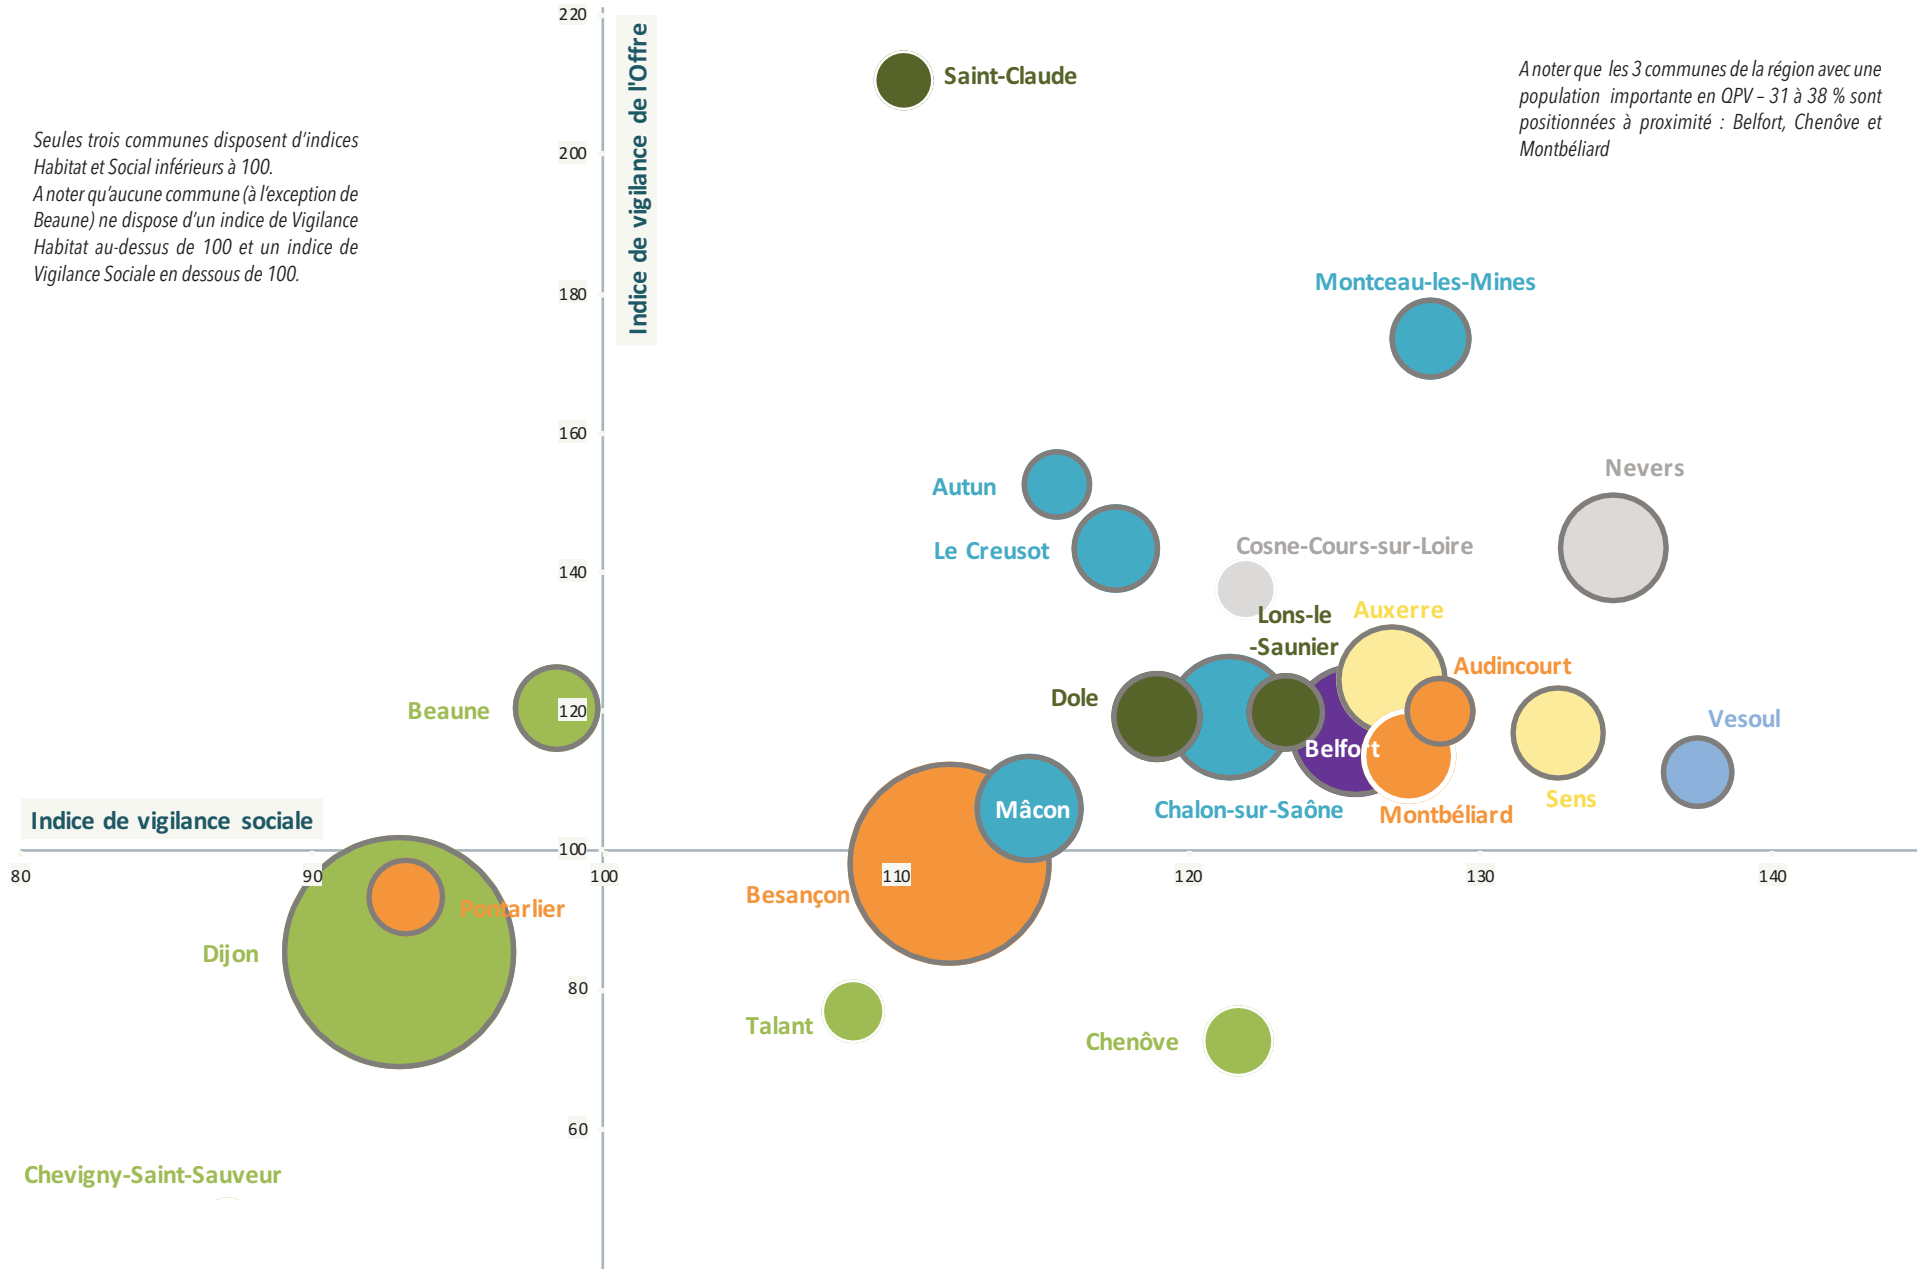 220
Indice de vigilance de l'Offre
Saint-Claude
A noter que les 3 communes de la région avec une
population importante en QPV – 31 à 38 % sont
positionnées à proximité : Belfort, Chenôve et
Montbéliard
Seules trois communes disposent d'indices
Habitat et Social inférieurs à 100.
A noter qu'aucune commune (à l'exception de
Beaune) ne dispose d'un indice de Vigilance
Habitat au-dessus de 100 et un indice de
Vigilance Sociale en dessous de 100.
200
180
Montceau-les-Mines
160
Nevers
Autun
Le Creusot
Cosne-Cours-sur-Loire
140
Lons-le
-Saunier
Auxerre
Audincourt
Dole
Beaune
120
Vesoul
Belfort
Sens
Mâcon
Chalon-sur-Saône
Montbéliard
Indice de vigilance sociale
100
80
90
100
110
120
130
140
Besançon
Pontarlier
Dijon
80
Talant
Chenôve
60
Chevigny-Saint-Sauveur